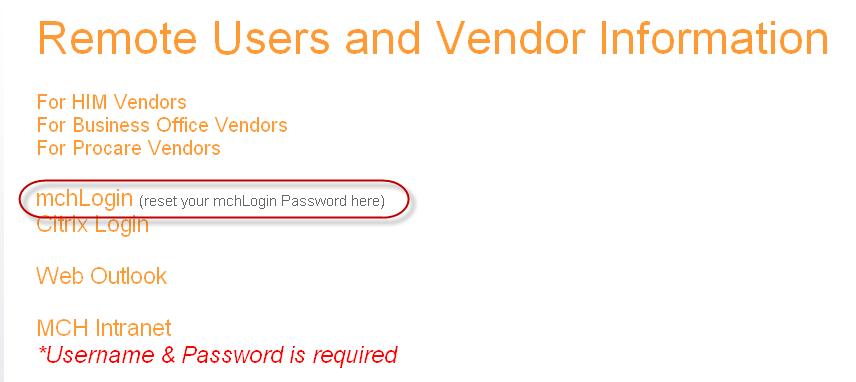 Remote Users and Vendor Information
For HIM Vendors
For Business Office Vendors
For Procare Vendors
mchLogin (reset your mchLogin Password here)
Citrix Login
Web Outlook
MCH Intranet
*Username & Password is required